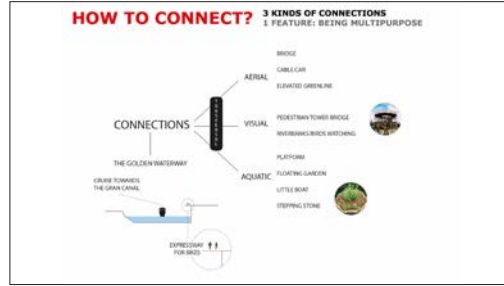 HOW TO CONNECT?
3 KINDS OF CONNECTIONS
1 FEATURE: BEING MULTIPURPOSE
BRIDGE
AERIAL
CABLE CAR
ELEVATED GREENLINE
CONNECTIONS
VISUAL
PEDESTRIAN TOWER BRIDGE
RIVERBANKS BIRDS WATCHING
THE GOLDEN WATERWAY
AQUATIC
PLATFORM
FLOATING GARDEN
LITTLE BOAT
STEPPING STONE
CRUISE TOWARDS
THE GRAN CANAL
EXPRESSWAY
FOR BIKES